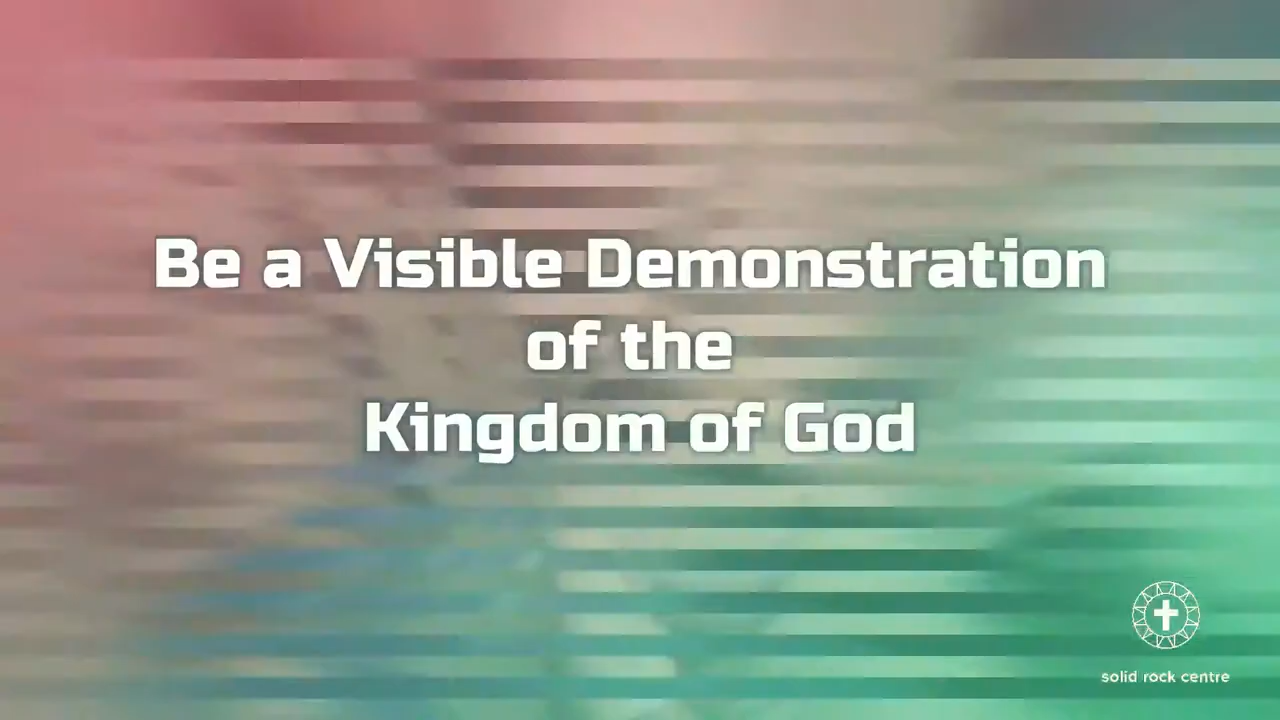 Be a Visible Demonstration
of the
Kingdom of God
solid rock centre